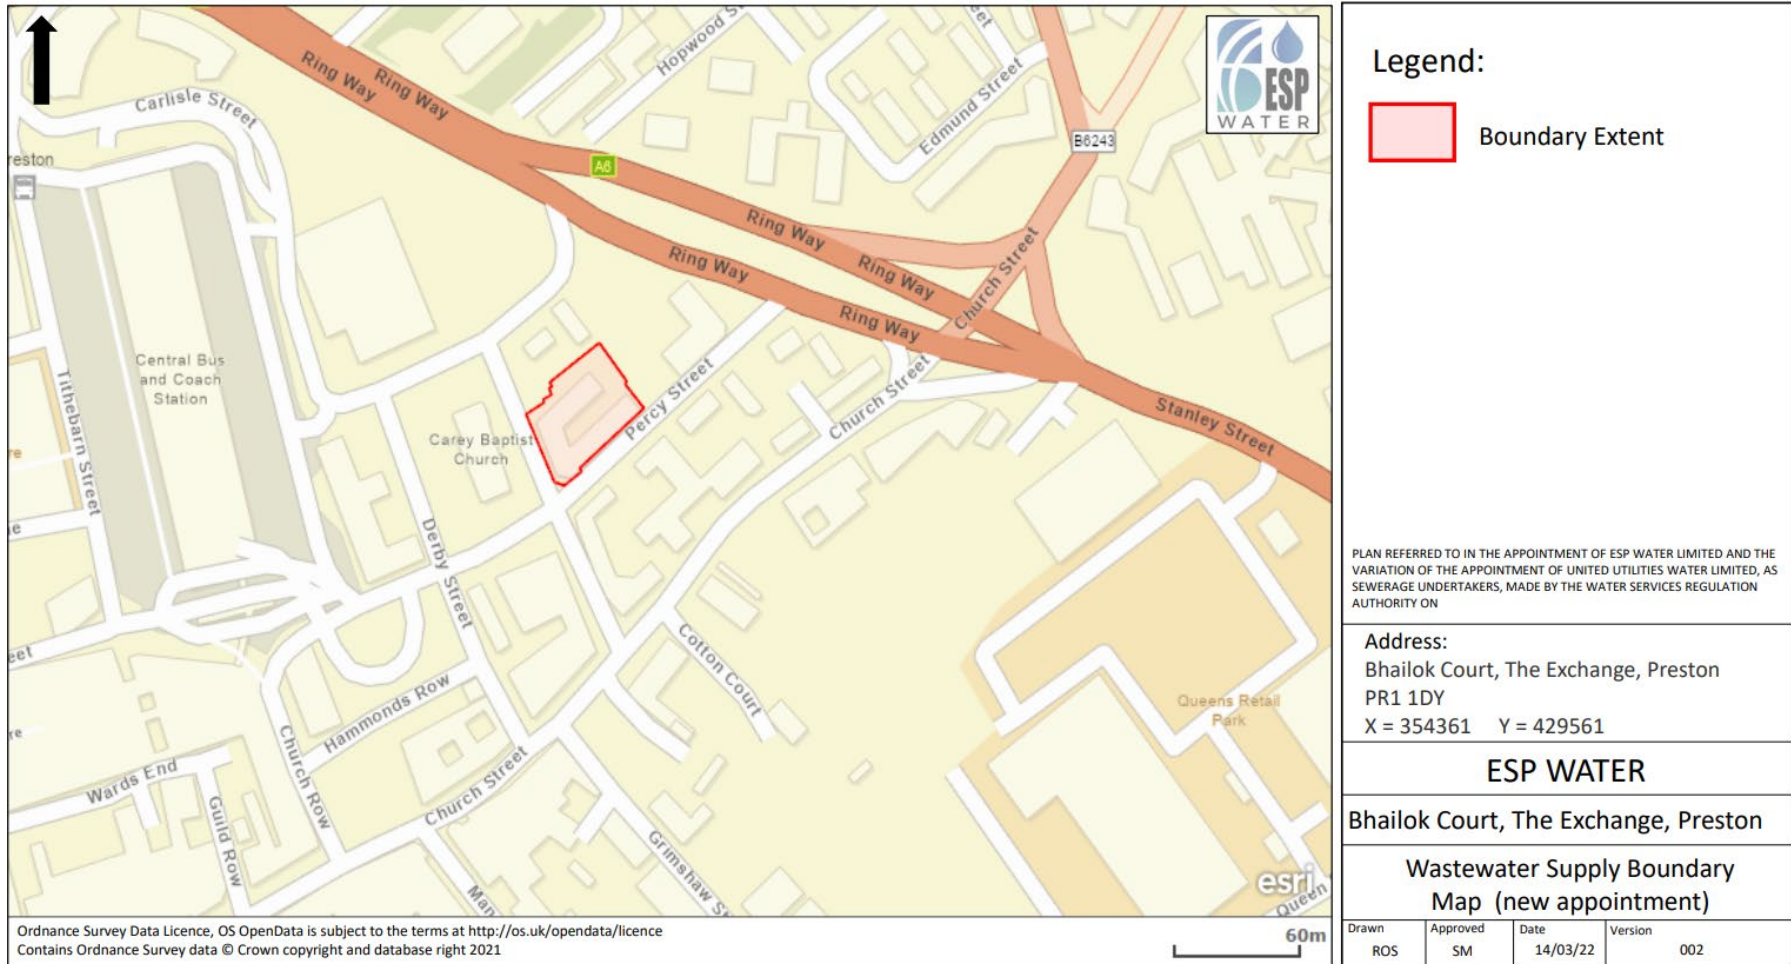 Ring Way
Ring Way
Hopwood S
et
Carlisle Street
Edmund Street
ESP
WATER
B6243
A6
reston
Ring Way
Ring Way
Church Street
Ring Way
Ring Way
Central Bus
and Coach
Station
Tithebarn Street
Percy Street
Church Street
Stanley Street
Carey Baptist
Church
re
Derby Street
e
eet
Cotton Court
Hammonds Row
Queens Retail
Park
re
Church Row
Wards End
Church Street
Guild Row
Grimshaw S
Man
esri
Queen
Ordnance Survey Data Licence, OS OpenData is subject to the terms at http://os.uk/opendata/licence
Contains Ordnance Survey data © Crown copyright and database right 2021
60m
Legend:
Boundary Extent
PLAN REFERRED TO IN THE APPOINTMENT OF ESP WATER LIMITED AND THE
VARIATION OF THE APPOINTMENT OF UNITED UTILITIES WATER LIMITED, AS
SEWERAGE UNDERTAKERS, MADE BY THE WATER SERVICES REGULATION
AUTHORITY ON
Address:
Bhailok Court, The Exchange, Preston
PR1 1DY
X = 354361 Y = 429561
ESP WATER
Bhailok Court, The Exchange, Preston
Wastewater Supply Boundary
Map (new appointment)
Drawn Approved Date Version
ROS SM 14/03/22 002